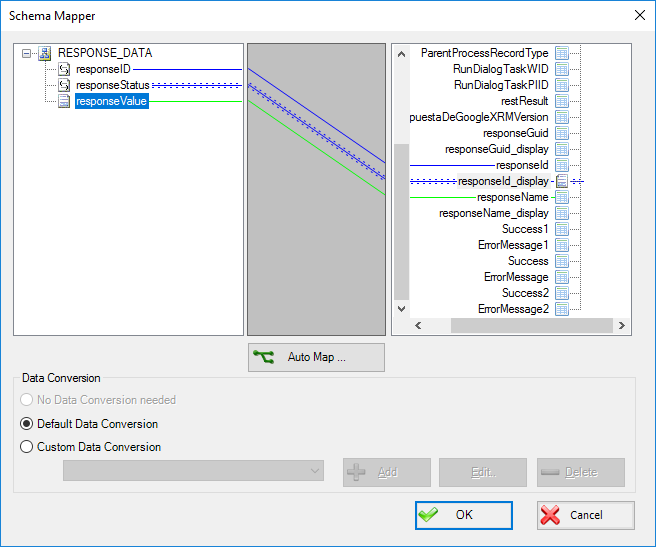 Schema Mapper
RESPONSE_DATA
responseID
responseStatus
responseValue
ParentProcessRecordType
RunDialogTaskWID
RunDialogTaskPIID
restResult
puestaDeGoogleXRMVersion
responseGuid
responseGuid_display
responseId
responseId_display
responseName
responseName_display
Success1
ErrorMessage1
Success
ErrorMessage
Success2
ErrorMessage2
Auto Map ...
Data Conversion
No Data Conversion needed
Default Data Conversion
Custom Data Conversion
Add
Edit..
Delete
OK
Cancel